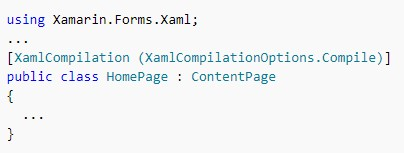 using Xamarin.Forms.Xaml;
...
[XamlCompilation (XamlCompilationOptions.Compile)]
public class HomePage : ContentPage
{
  ...
}